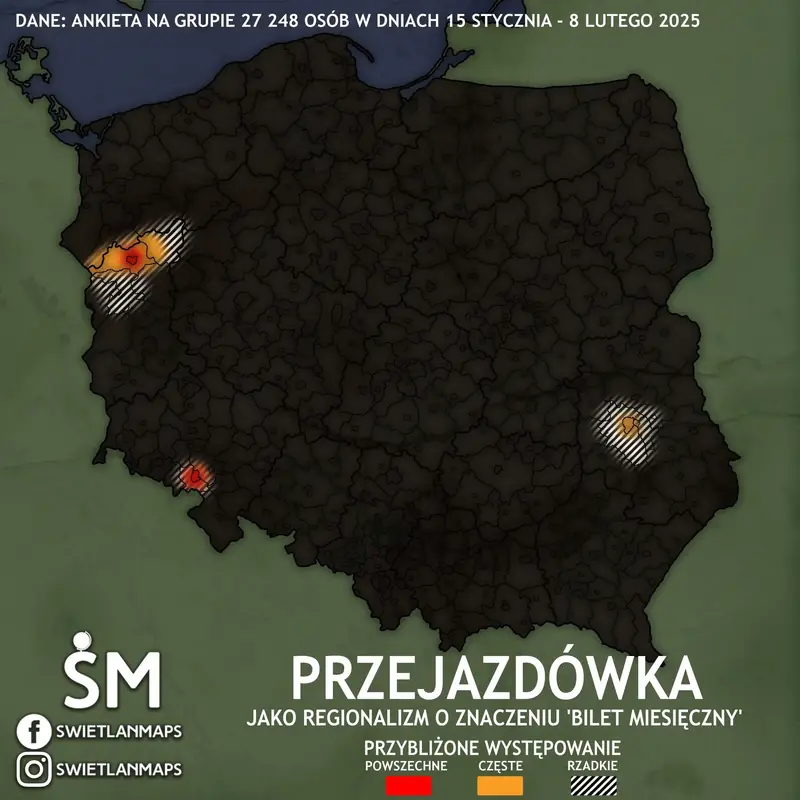 DANE: ANKIETA NA GRUPIE 27 248 OSÓB W DNIACH 15 STYCZNIA - 8 LUTEGO 2025
ŚM
SWIETLANMAPS
SWIETLANMAPS
PRZEJAZDÓWKA
JAKO REGIONALIZM O ZNACZENIU 'BILET MIESIĘCZNY'
PRZYBLIŻONE WYSTĘPOWANIE
POWSZECHNE CZĘSTE RZADKIE